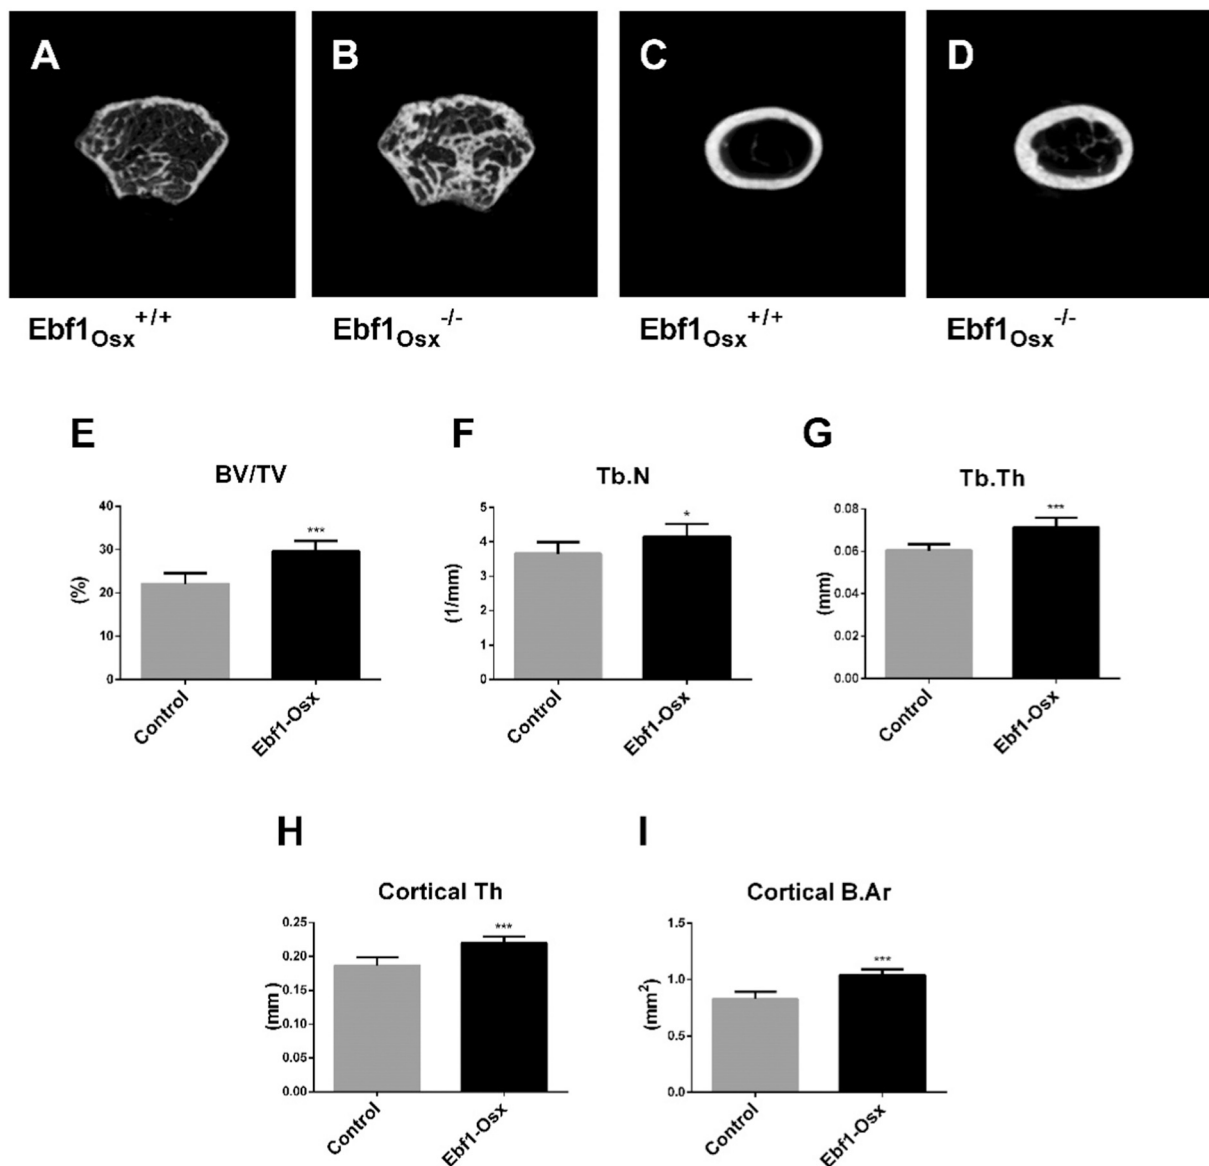 A B C D
Ebf1Osx+/+ Ebf1Osx-/- Ebf1Osx+/+ Ebf1Osx-/-
E F G
BV/TV Tb.N Tb.Th
40
30
20
10
0
(%)
Control Ebf1-Osx
***
5
4
3
2
1
0
(1/mm)
Control Ebf1-Osx
*
0.08
0.06
0.04
0.02
0.00
(mm)
Control Ebf1-Osx
***
H I
Cortical Th Cortical B.Ar
0.25
0.20
0.15
0.10
0.05
0.00
(mm)
Control Ebf1-Osx
***
1.5
1.0
0.5
0.0
(mm2)
Control Ebf1-Osx
***